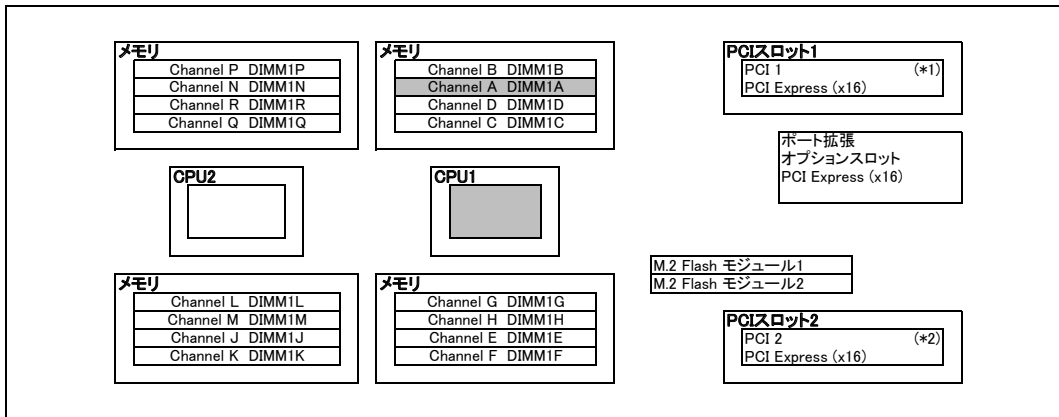 メモリ
Channel P DIMM1P
Channel N DIMM1N
Channel R DIMM1R
Channel Q DIMM1Q
メモリ
Channel B DIMM1B
Channel A DIMM1A
Channel D DIMM1D
Channel C DIMM1C
PCIスロット1
PCI 1 (*1)
PCI Express (x16)
ポート拡張
オプションスロット
PCI Express (x16)
CPU2
CPU1
M.2 Flash モジュール1
M.2 Flash モジュール2
メモリ
Channel L DIMM1L
Channel M DIMM1M
Channel J DIMM1J
Channel K DIMM1K
メモリ
Channel G DIMM1G
Channel H DIMM1H
Channel E DIMM1E
Channel F DIMM1F
PCIスロット2
PCI 2 (*2)
PCI Express (x16)